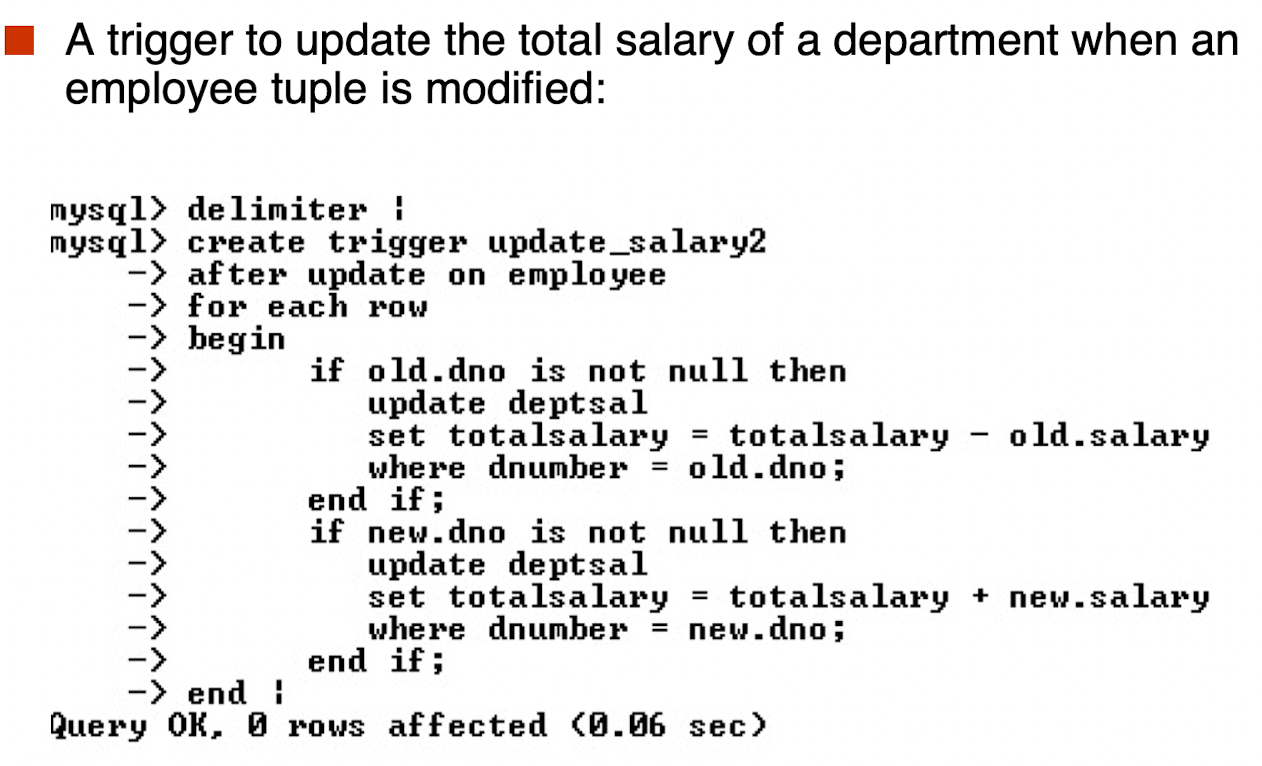 A trigger to update the total salary of a department when an
employee tuple is modified:
mysql> delimiter |
mysql> create trigger update_salary2
-> after update on employee
-> for each row
-> begin
-> if old.dno is not null then
-> update deptsal
-> set totalsalary = totalsalary - old.salary
-> where dnumber = old.dno;
-> end if;
-> if new.dno is not null then
-> update deptsal
-> set totalsalary = totalsalary + new.salary
-> where dnumber = new.dno;
-> end if;
-> end |
Query OK, 0 rows affected (0.06 sec)